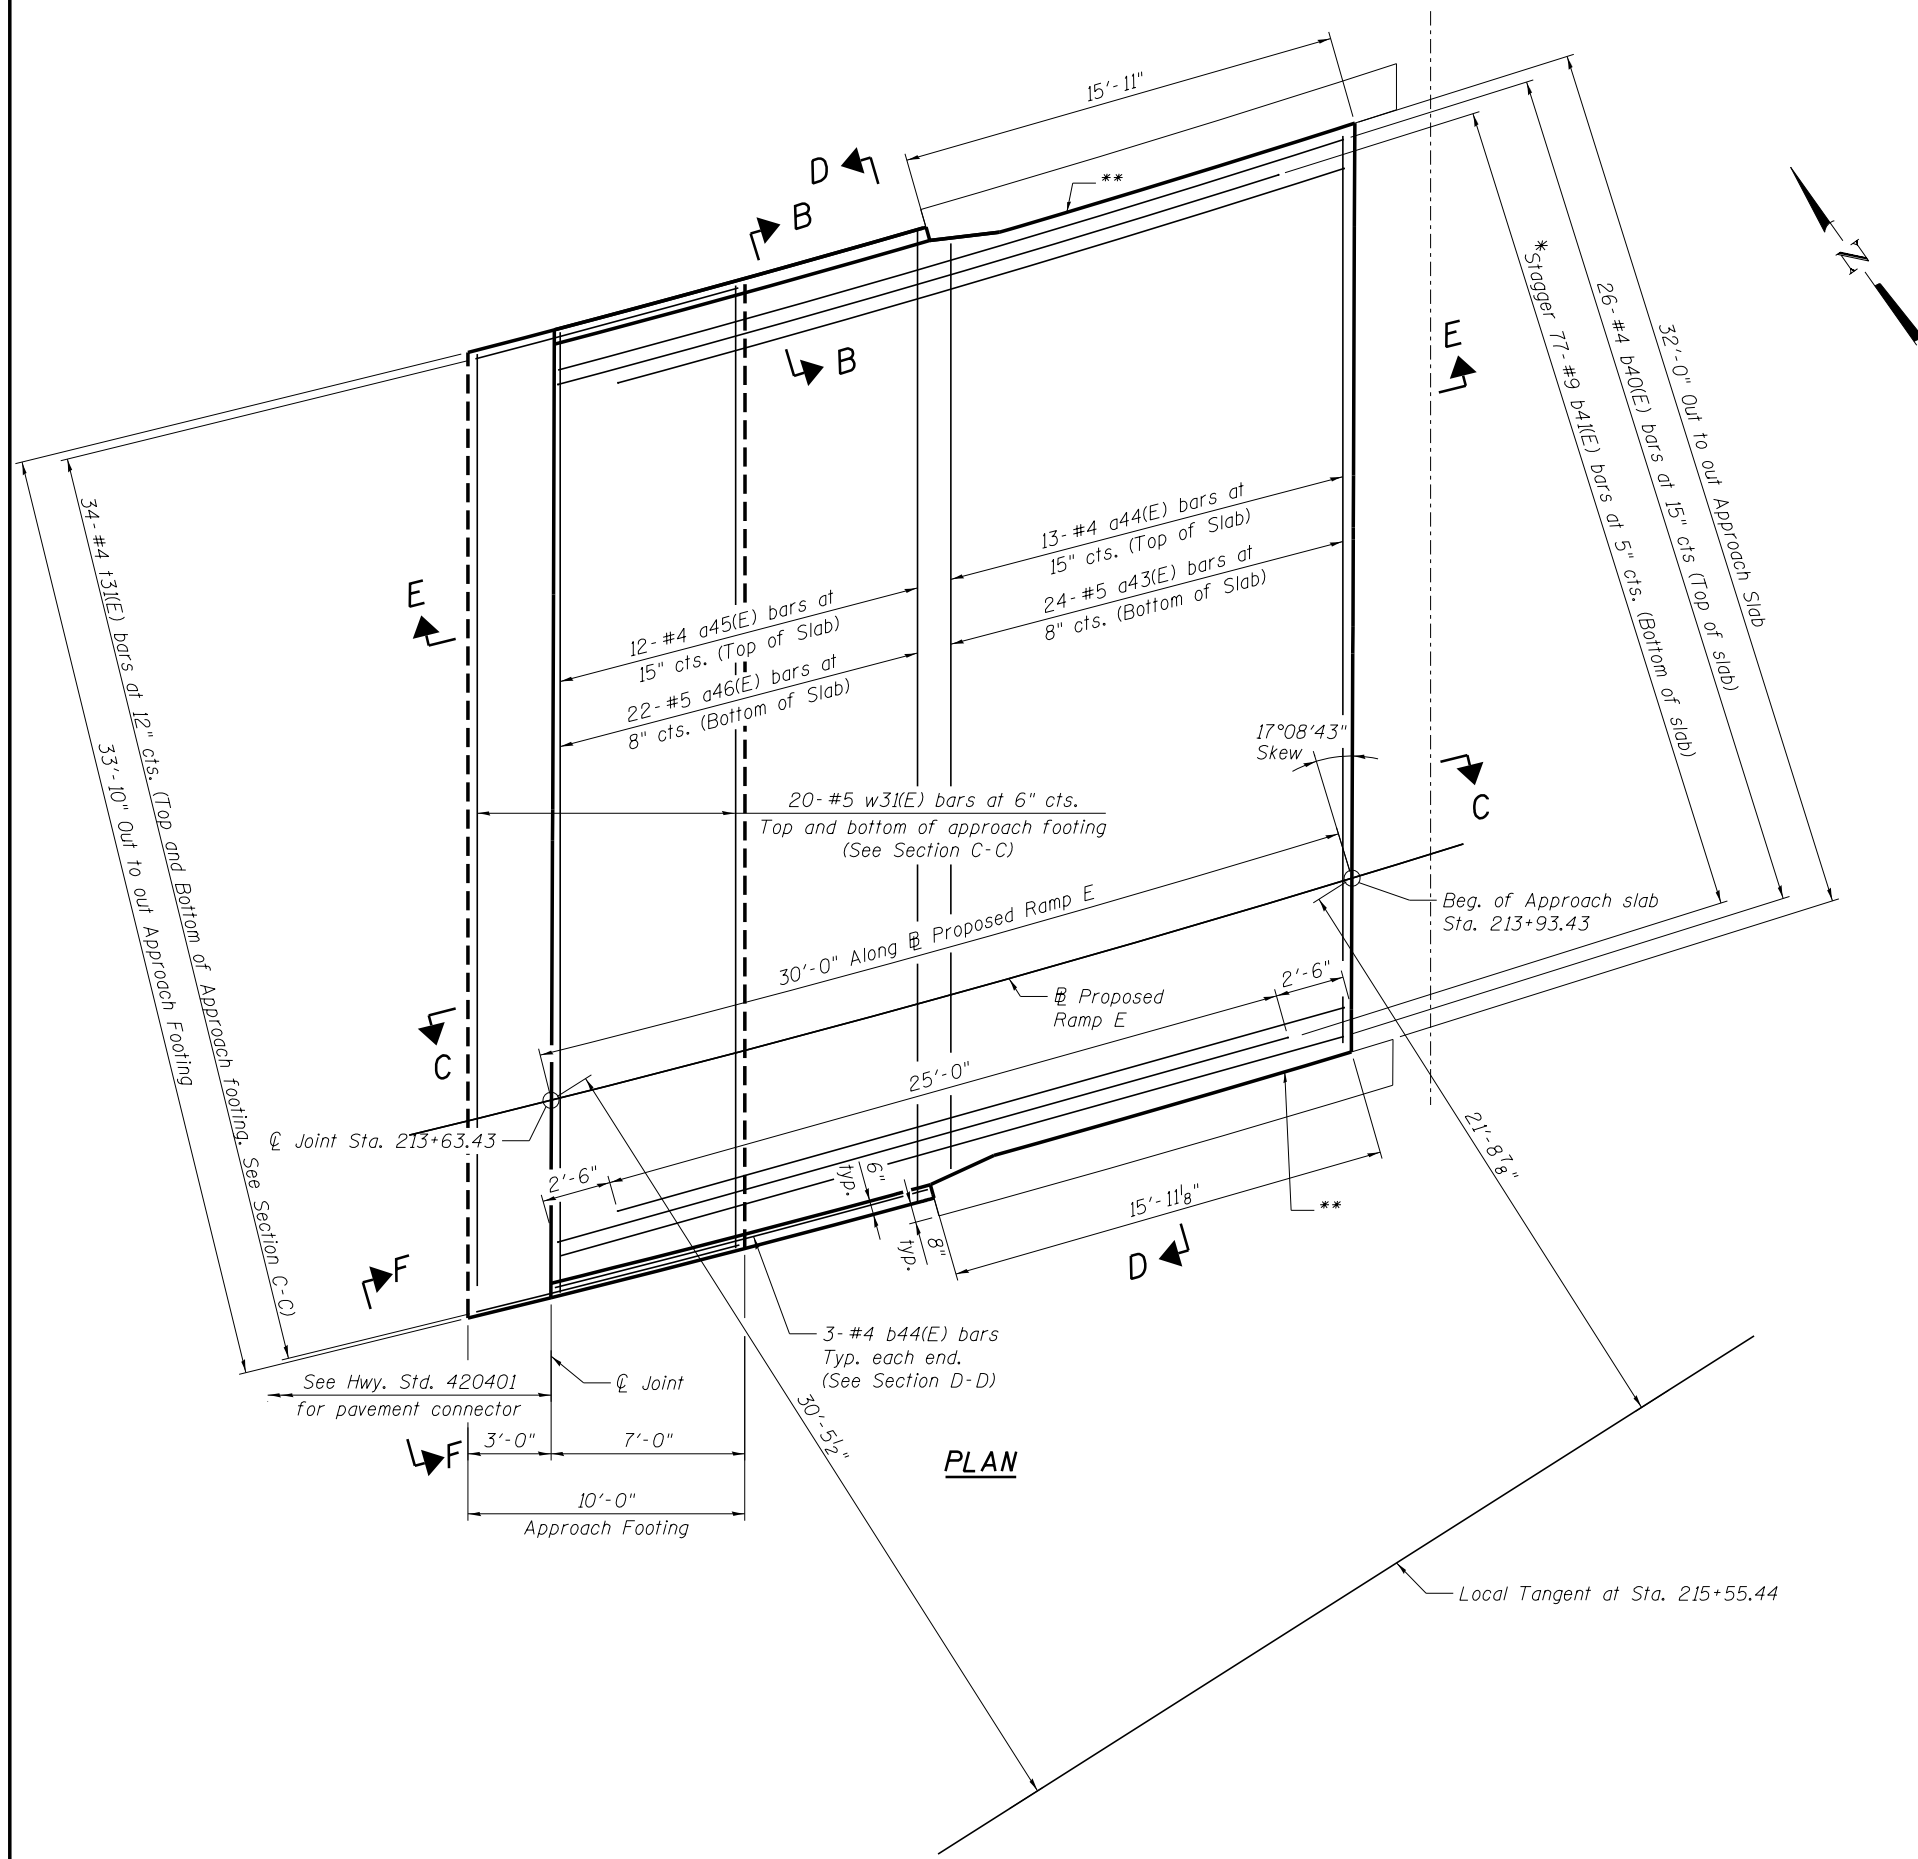 15'-11"
D
**
B
B
N
E
*Stagger 77-#9 b41(E) bars at 5" cts. (Bottom of slab)
26-#4 b40(E) bars at 15" cts (Top of slab)
32'-0" Out to out Approach Slab
34-#4 t31(E) bars at 12" cts. (Top and Bottom of Approach footing. See Section C-C)
33'-10" Out to out Approach Footing
13-#4 a44(E) bars at
15" cts. (Top of Slab)
24-#5 a43(E) bars at
8" cts. (Bottom of Slab)
E
12-#4 a45(E) bars at
15" cts. (Top of Slab)
22-#5 a46(E) bars at
8" cts. (Bottom of Slab)
17°08'43"
Skew
20-#5 w31(E) bars at 6" cts.
Top and bottom of approach footing
(See Section C-C)
C
Beg. of Approach slab
Sta. 213+93.43
30'-0" Along ℄ Proposed Ramp E
℄ Proposed
Ramp E
2'-6"
C
25'-0"
℄ Joint Sta. 213+63.43
2'-6"
6"
typ.
8"
typ.
15'-11⅛"
**
21'-8⅞"
D
F
3-#4 b44(E) bars
Typ. each end.
(See Section D-D)
See Hwy. Std. 420401
for pavement connector
℄ Joint
30'-5½"
F
3'-0"
7'-0"
PLAN
10'-0"
Approach Footing
Local Tangent at Sta. 215+55.44